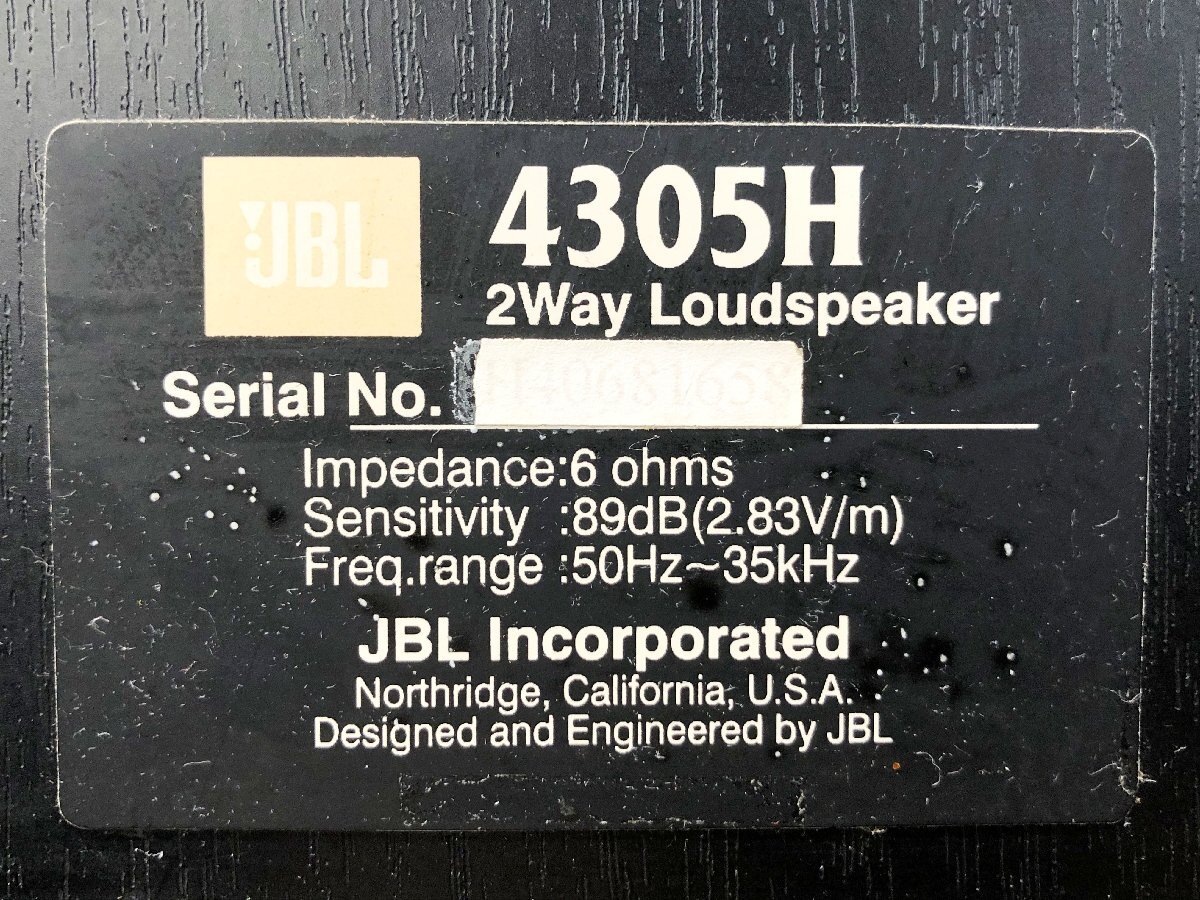 JBL
4305H
2Way Loudspeaker
Serial No. H40681658
Impedance:6 ohms
Sensitivity :89dB(2.83V/m)
Freq.range :50Hz~35kHz
JBL Incorporated
Northridge, California, U.S.A.
Designed and Engineered by JBL